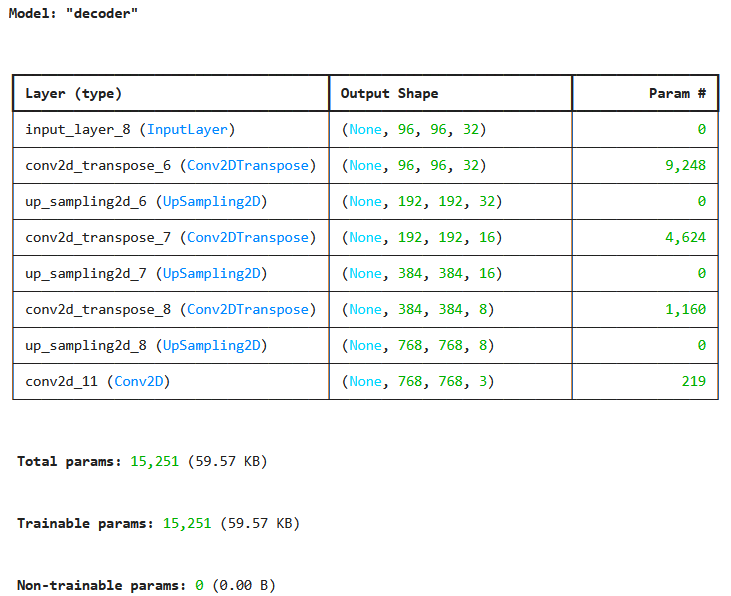 Model: "decoder"
Layer (type) Output Shape Param #
input_layer_8 (InputLayer) (None, 96, 96, 32) 0
conv2d_transpose_6 (Conv2DTranspose) (None, 96, 96, 32) 9,248
up_sampling2d_6 (UpSampling2D) (None, 192, 192, 32) 0
conv2d_transpose_7 (Conv2DTranspose) (None, 192, 192, 16) 4,624
up_sampling2d_7 (UpSampling2D) (None, 384, 384, 16) 0
conv2d_transpose_8 (Conv2DTranspose) (None, 384, 384, 8) 1,160
up_sampling2d_8 (UpSampling2D) (None, 768, 768, 8) 0
conv2d_11 (Conv2D) (None, 768, 768, 3) 219
Total params: 15,251 (59.57 KB)
Trainable params: 15,251 (59.57 KB)
Non-trainable params: 0 (0.00 B)